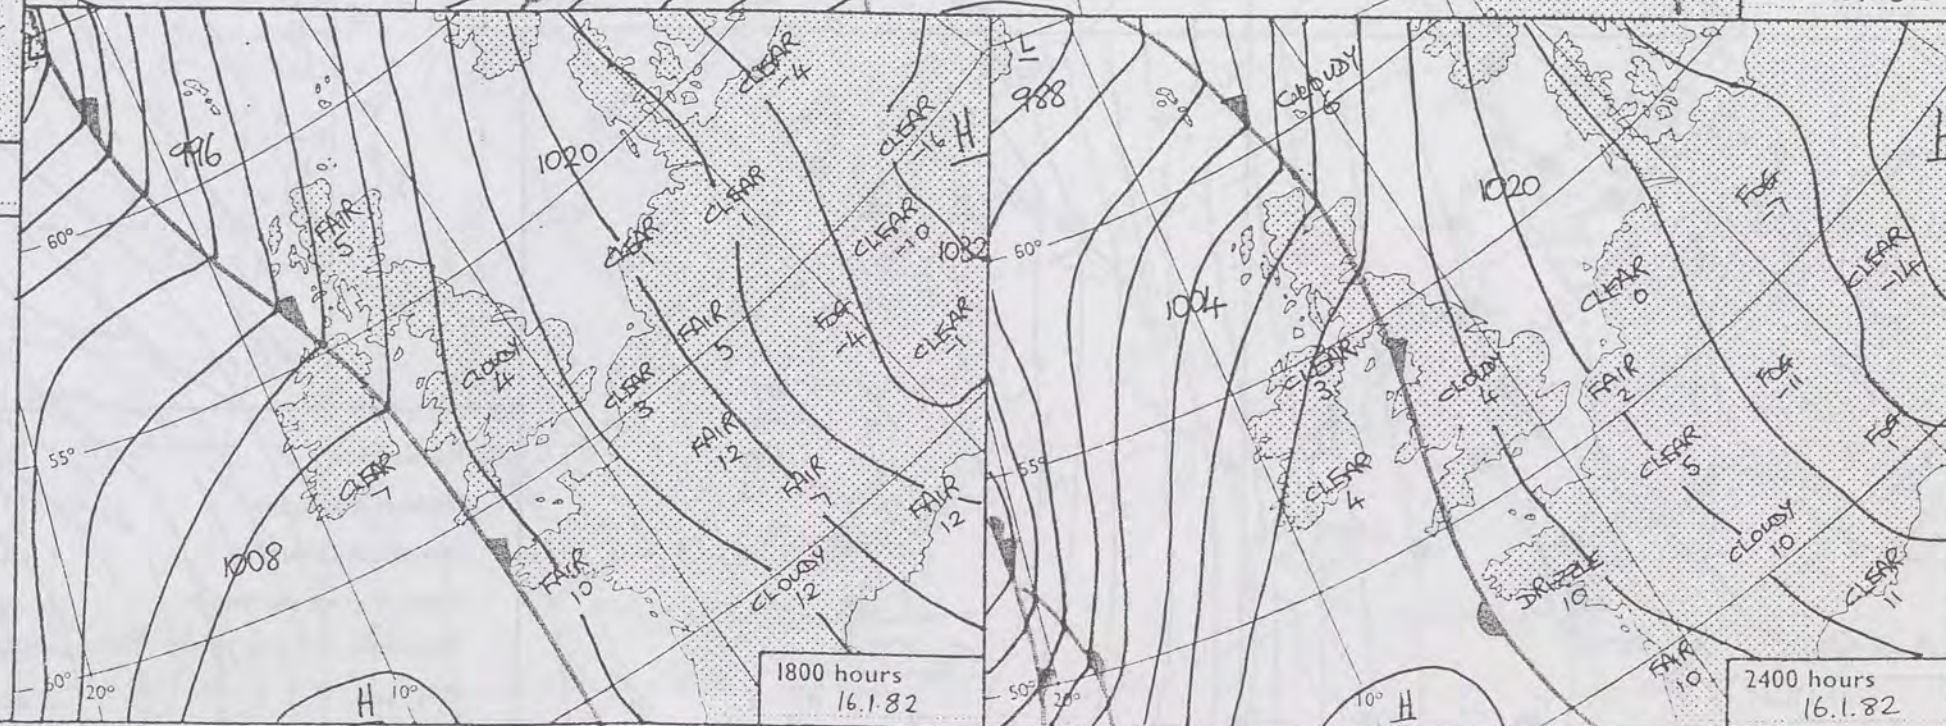 L
996
60°
FAIR
5
1020
CLEAR
-4
CLEAR
-16
H
CLEAR
1
CLEAR
CLEAR
-10
1032
FAIR
5
FOG
-4
CLEAR
-1
CLOUDY
4
CLEAR
3
FAIR
12
FAIR
7
FAIR
12
55°
CLEAR
7
1008
FAIR
10
CLOUDY
12
50°
20°
H
10°
1800 hours
16.1.82
L
988
CLOUDY
6
H
1020
FOG
-7
60°
1004
CLEAR
0
CLEAR
-14
CLEAR
3
CLOUDY
4
FAIR
2
FOG
-11
FOG
1
55°
CLEAR
4
CLEAR
5
CLOUDY
10
DRIZZLE
10
CLEAR
11
FAIR
10
50°
20°
10°
H
2400 hours
16.1.82